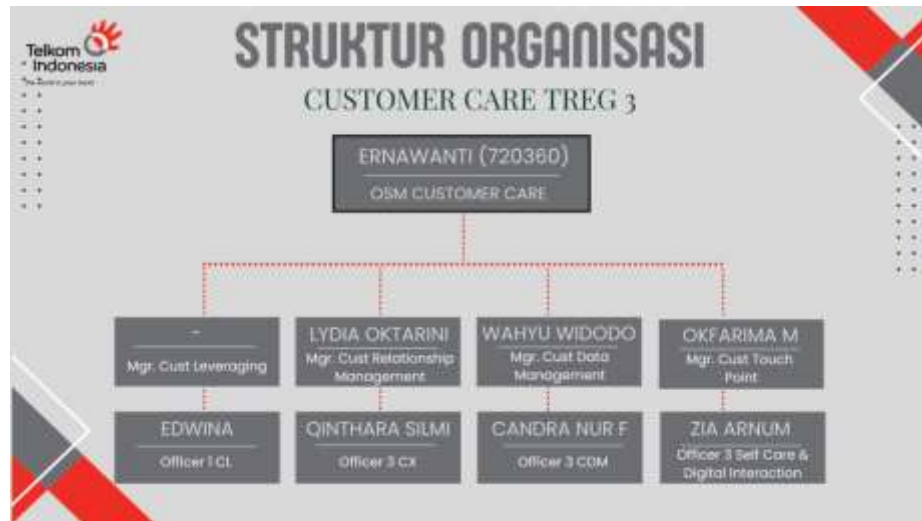 Telkom
Indonesia
STRUKTUR ORGANISASI
CUSTOMER CARE TREG 3
ERNAWANTI (720360)
OSM CUSTOMER CARE
-
Mgr. Cust Leveraging
LYDIA OKTARINI
Mgr. Cust Relationship
Management
WAHYU WIDODO
Mgr. Cust Data
Management
OKFARIMA M
Mgr. Cust Touch
Point
EDWINA
Officer 1 CL
QINTHARA SILMI
Officer 3 CX
CANDRA NUR F
Officer 3 CDM
ZIA ARNUM
Officer 3 Self Care &
Digital Interaction